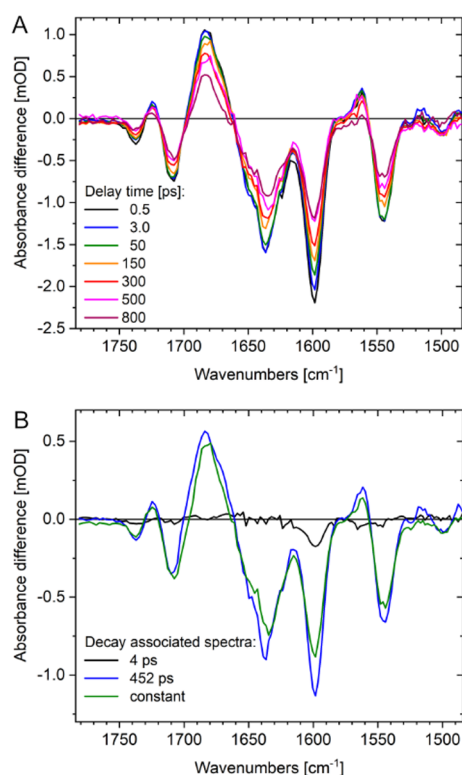 A
1.0
0.5
0.0
-0.5
-1.0
-1.5
-2.0
-2.5
Absorbance difference [mOD]
Delay time [ps]:
0.5
3.0
50
150
300
500
800
1750 1700 1650 1600 1550 1500
Wavenumbers [cm⁻¹]
B
0.5
0.0
-0.5
-1.0
Absorbance difference [mOD]
Decay associated spectra:
4 ps
452 ps
constant
1750 1700 1650 1600 1550 1500
Wavenumbers [cm⁻¹]